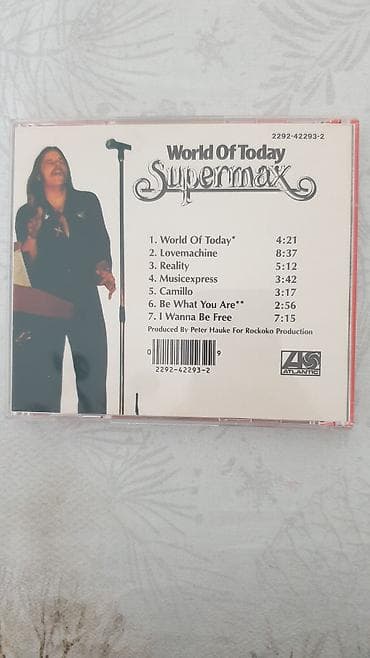 2292-42293-2
World Of Today
Supermax
1. World Of Today* 4:21
2. Lovemachine 8:37
3. Reality 5:12
4. Musicexpress 3:42
5. Camillo 3:17
6. Be What You Are** 2:56
7. I Wanna Be Free 7:15
Produced By Peter Hauke For Rockoko Production
0 9
2292-42293-2
ATLANTIC